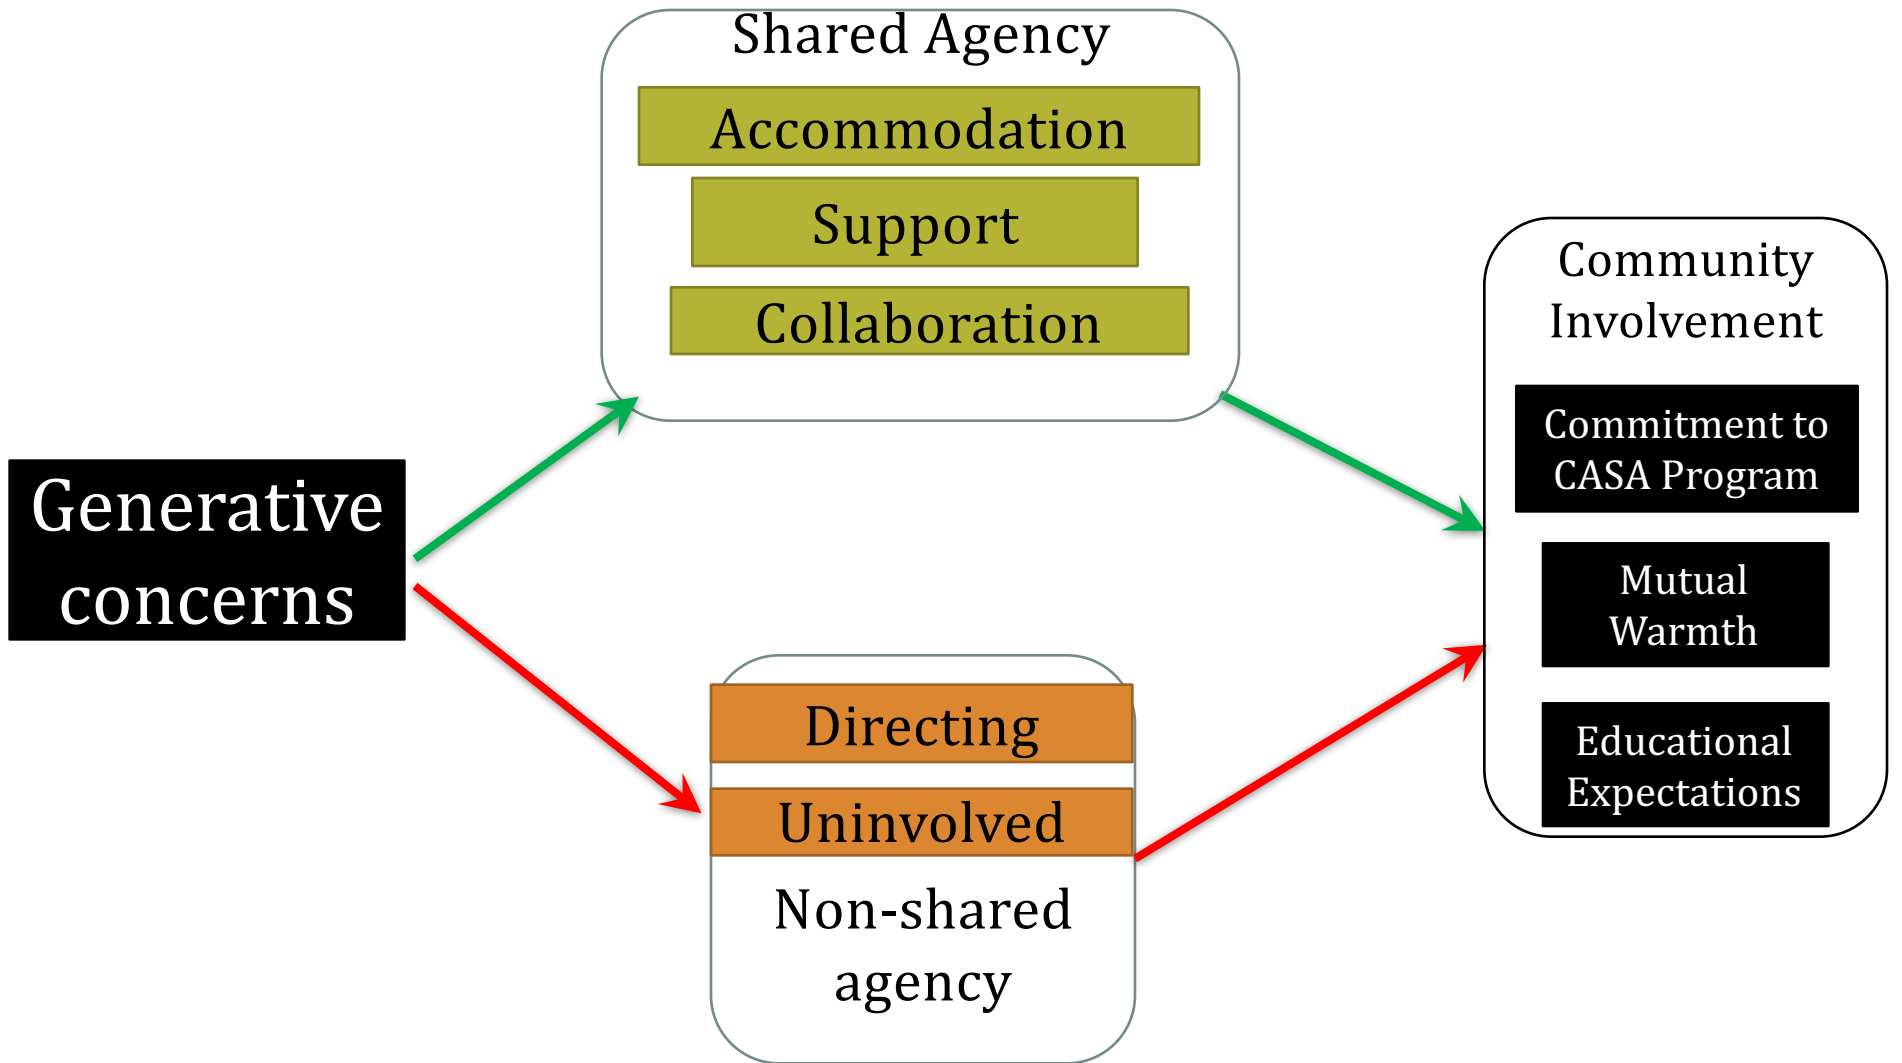 Shared Agency
Accommodation
Support
Collaboration
Generative
concerns
Directing
Uninvolved
Non-shared
agency
Community
Involvement
Commitment to
CASA Program
Mutual
Warmth
Educational
Expectations